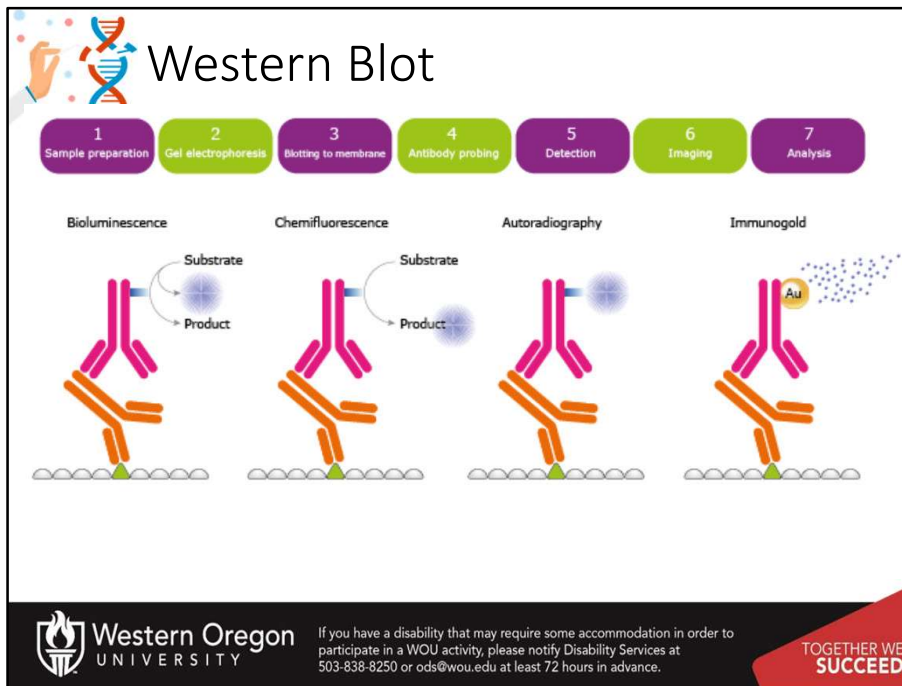 Western Blot
1
Sample preparation
2
Gel electrophoresis
3
Blotting to membrane
4
Antibody probing
5
Detection
6
Imaging
7
Analysis
Bioluminescence
Substrate
Product
Chemifluorescence
Substrate
Product
Autoradiography
Immunogold
Au
Western Oregon
UNIVERSITY
If you have a disability that may require some accommodation in order to
participate in a WOU activity, please notify Disability Services at
503-838-8250 or ods@wou.edu at least 72 hours in advance.
TOGETHER WE
SUCCEED